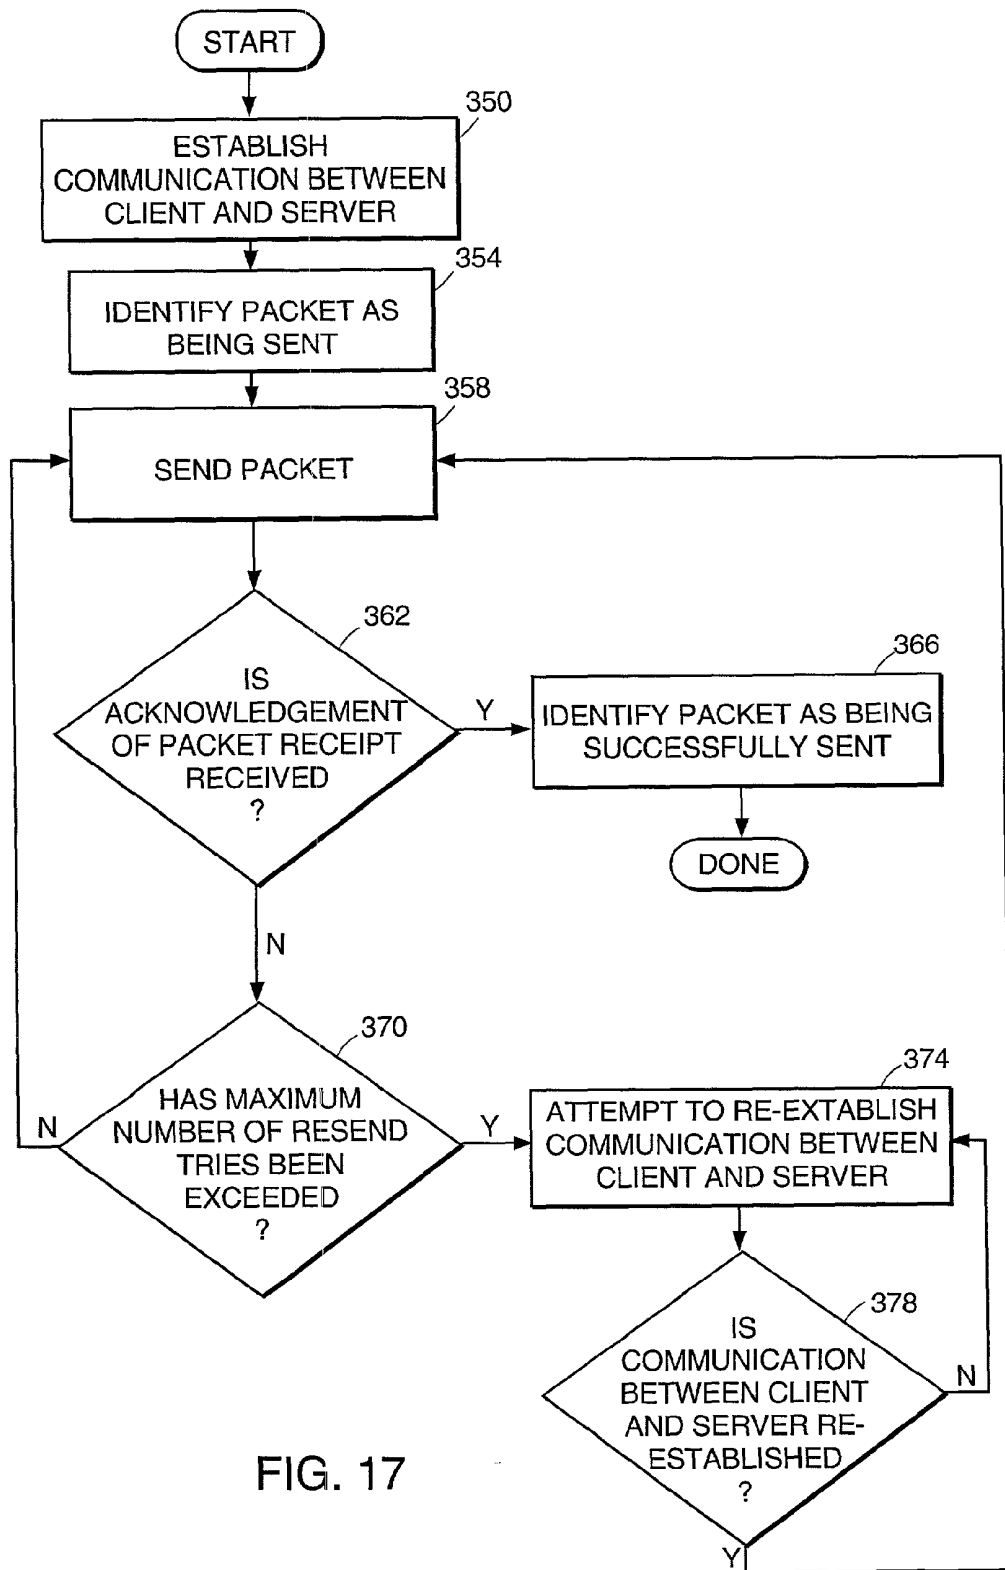 START
350
ESTABLISH
COMMUNICATION BETWEEN
CLIENT AND SERVER
354
IDENTIFY PACKET AS
BEING SENT
358
SEND PACKET
362
IS
ACKNOWLEDGEMENT
OF PACKET RECEIPT
RECEIVED
?
Y
366
IDENTIFY PACKET AS BEING
SUCCESSFULLY SENT
DONE
N
370
HAS MAXIMUM
NUMBER OF RESEND
TRIES BEEN
EXCEEDED
?
N
Y
374
ATTEMPT TO RE-EXTABLISH
COMMUNICATION BETWEEN
CLIENT AND SERVER
378
IS
COMMUNICATION
BETWEEN CLIENT
AND SERVER RE-
ESTABLISHED
?
N
Y
FIG. 17